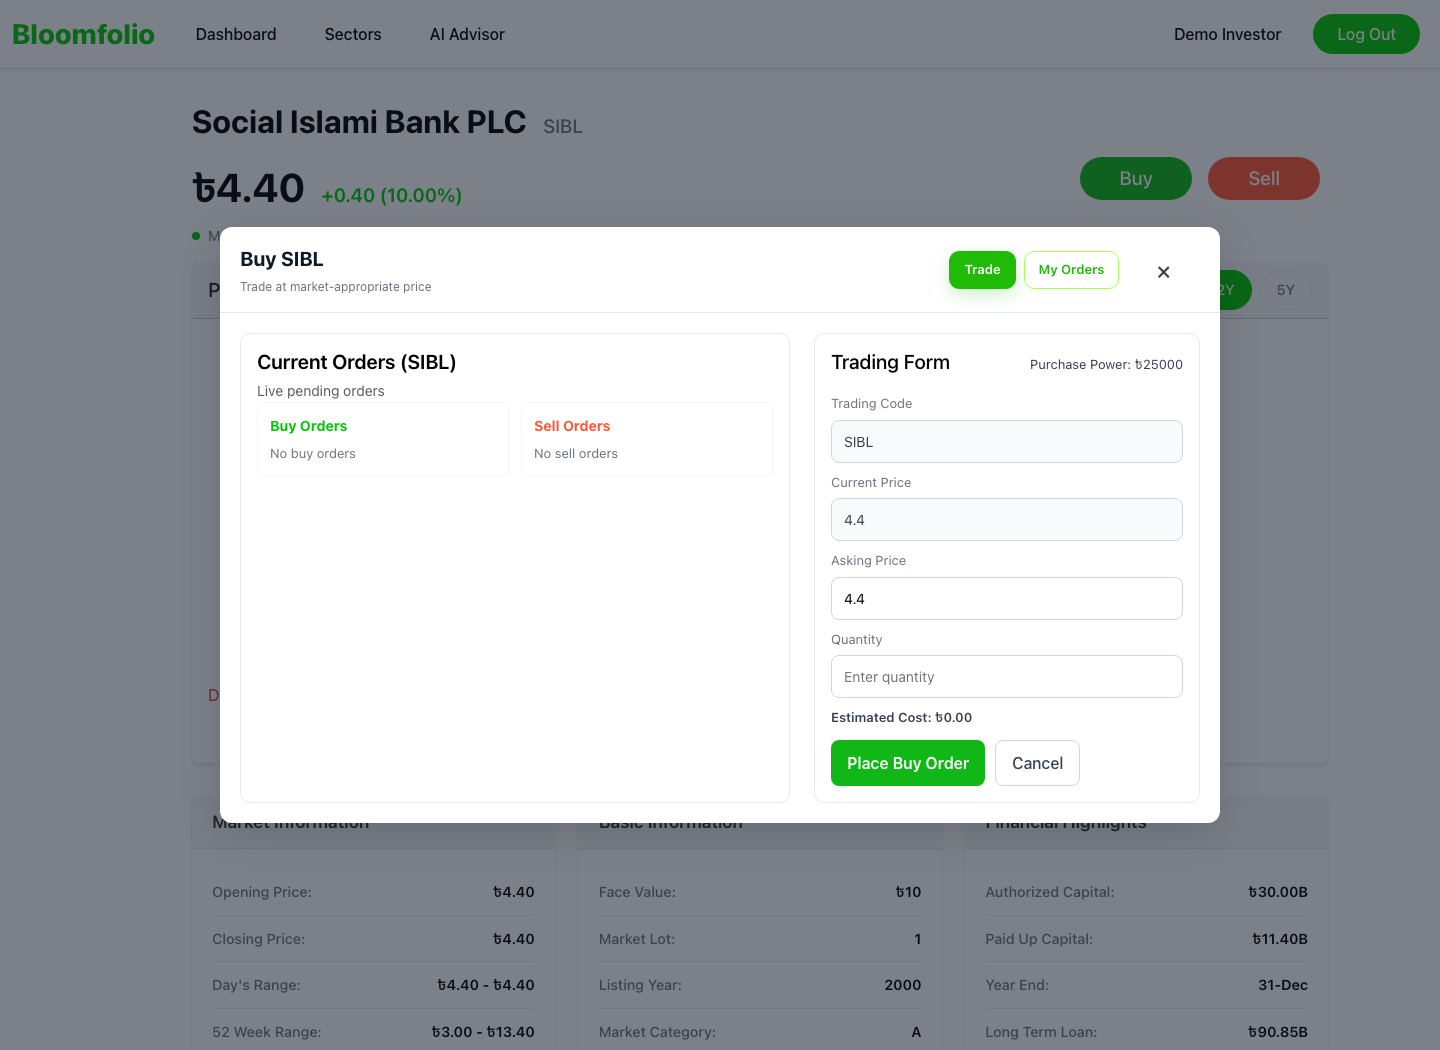 Bloomfolio
Dashboard
Sectors
AI Advisor
Demo Investor
Log Out
Social Islami Bank PLC SIBL
৳4.40 +0.40 (10.00%)
Buy
Sell
Buy SIBL
Trade at market-appropriate price
Trade
My Orders
×
5Y
Current Orders (SIBL)
Live pending orders
Buy Orders
No buy orders
Sell Orders
No sell orders
Trading Form
Purchase Power: ৳25000
Trading Code
SIBL
Current Price
4.4
Asking Price
4.4
Quantity
Enter quantity
Estimated Cost: ৳0.00
Place Buy Order
Cancel
Market Information
Opening Price: ৳4.40
Closing Price: ৳4.40
Day's Range: ৳4.40 - ৳4.40
52 Week Range: ৳3.00 - ৳13.40
Basic Information
Face Value: ৳10
Market Lot: 1
Listing Year: 2000
Market Category: A
Financial Highlights
Authorized Capital: ৳30.00B
Paid Up Capital: ৳11.40B
Year End: 31-Dec
Long Term Loan: ৳90.85B